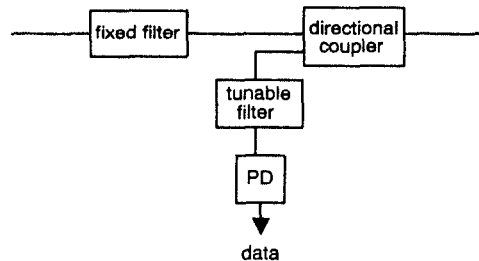 fixed filter
directional
coupler
tunable
filter
PD
data